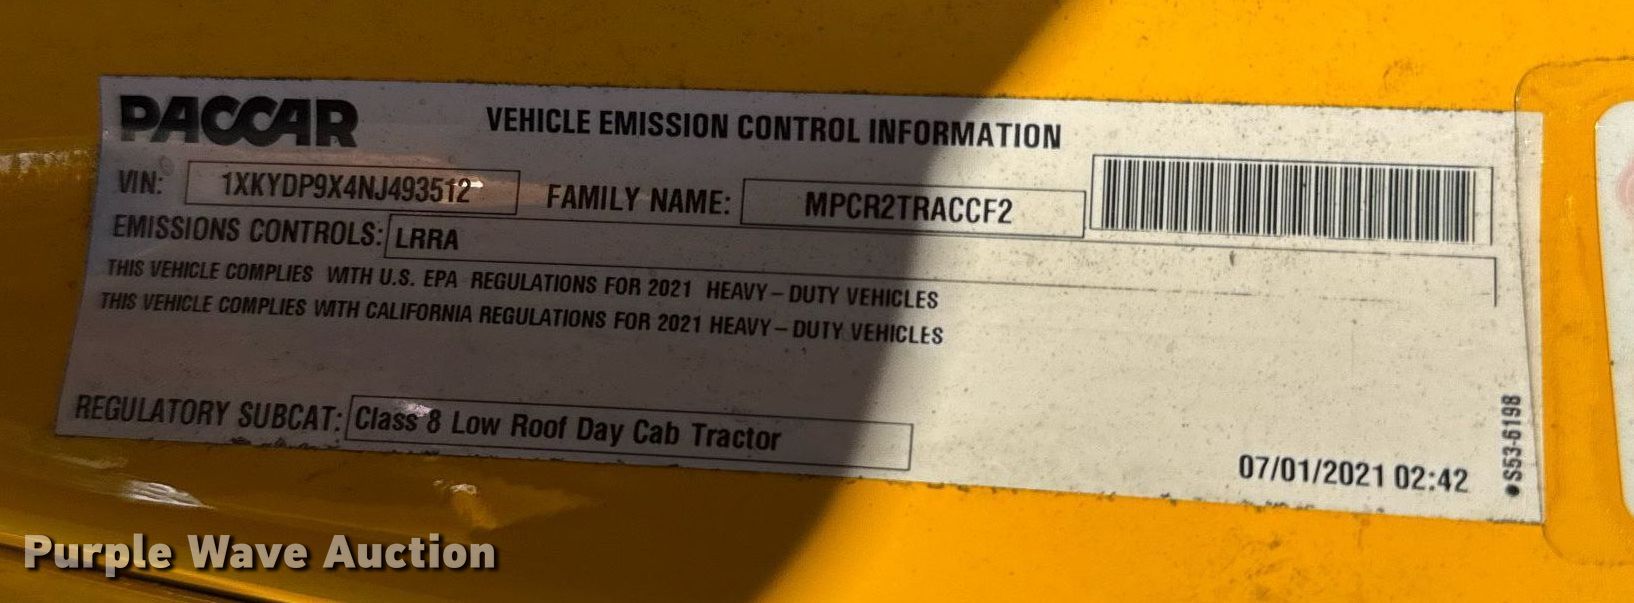 PACCAR
VEHICLE EMISSION CONTROL INFORMATION
VIN: 1XKYDP9X4NJ493512
FAMILY NAME: MPCR2TRACCF2
EMISSIONS CONTROLS: LRRA
THIS VEHICLE COMPLIES WITH U.S. EPA REGULATIONS FOR 2021 HEAVY-DUTY VEHICLES
THIS VEHICLE COMPLIES WITH CALIFORNIA REGULATIONS FOR 2021 HEAVY-DUTY VEHICLES
REGULATORY SUBCAT: Class 8 Low Roof Day Cab Tractor
07/01/2021 02:42
•S53-6198
Purple Wave Auction